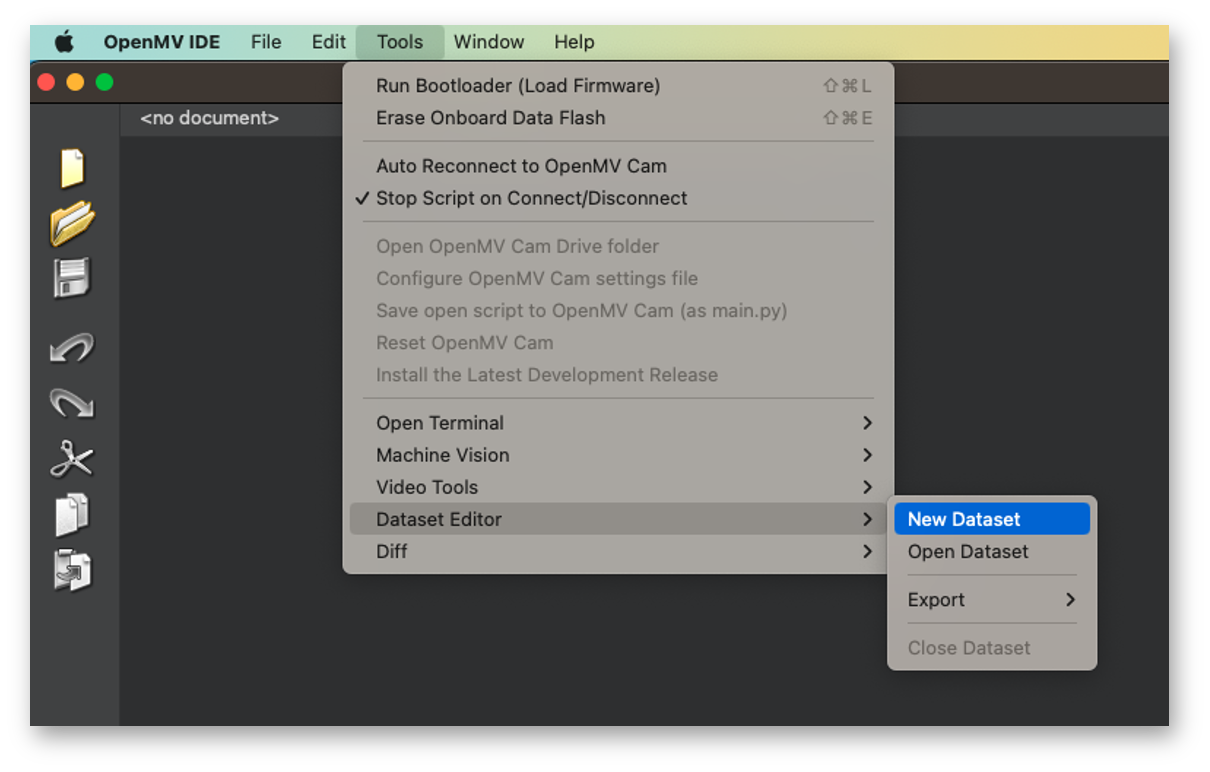 OpenMV IDE File Edit Tools Window Help
Run Bootloader (Load Firmware) ⇧⌘L
Erase Onboard Data Flash ⇧⌘E
<no document>
Auto Reconnect to OpenMV Cam
✓ Stop Script on Connect/Disconnect
Open OpenMV Cam Drive folder
Configure OpenMV Cam settings file
Save open script to OpenMV Cam (as main.py)
Reset OpenMV Cam
Install the Latest Development Release
Open Terminal
Machine Vision
Video Tools
Dataset Editor
Diff
New Dataset
Open Dataset
Export
Close Dataset